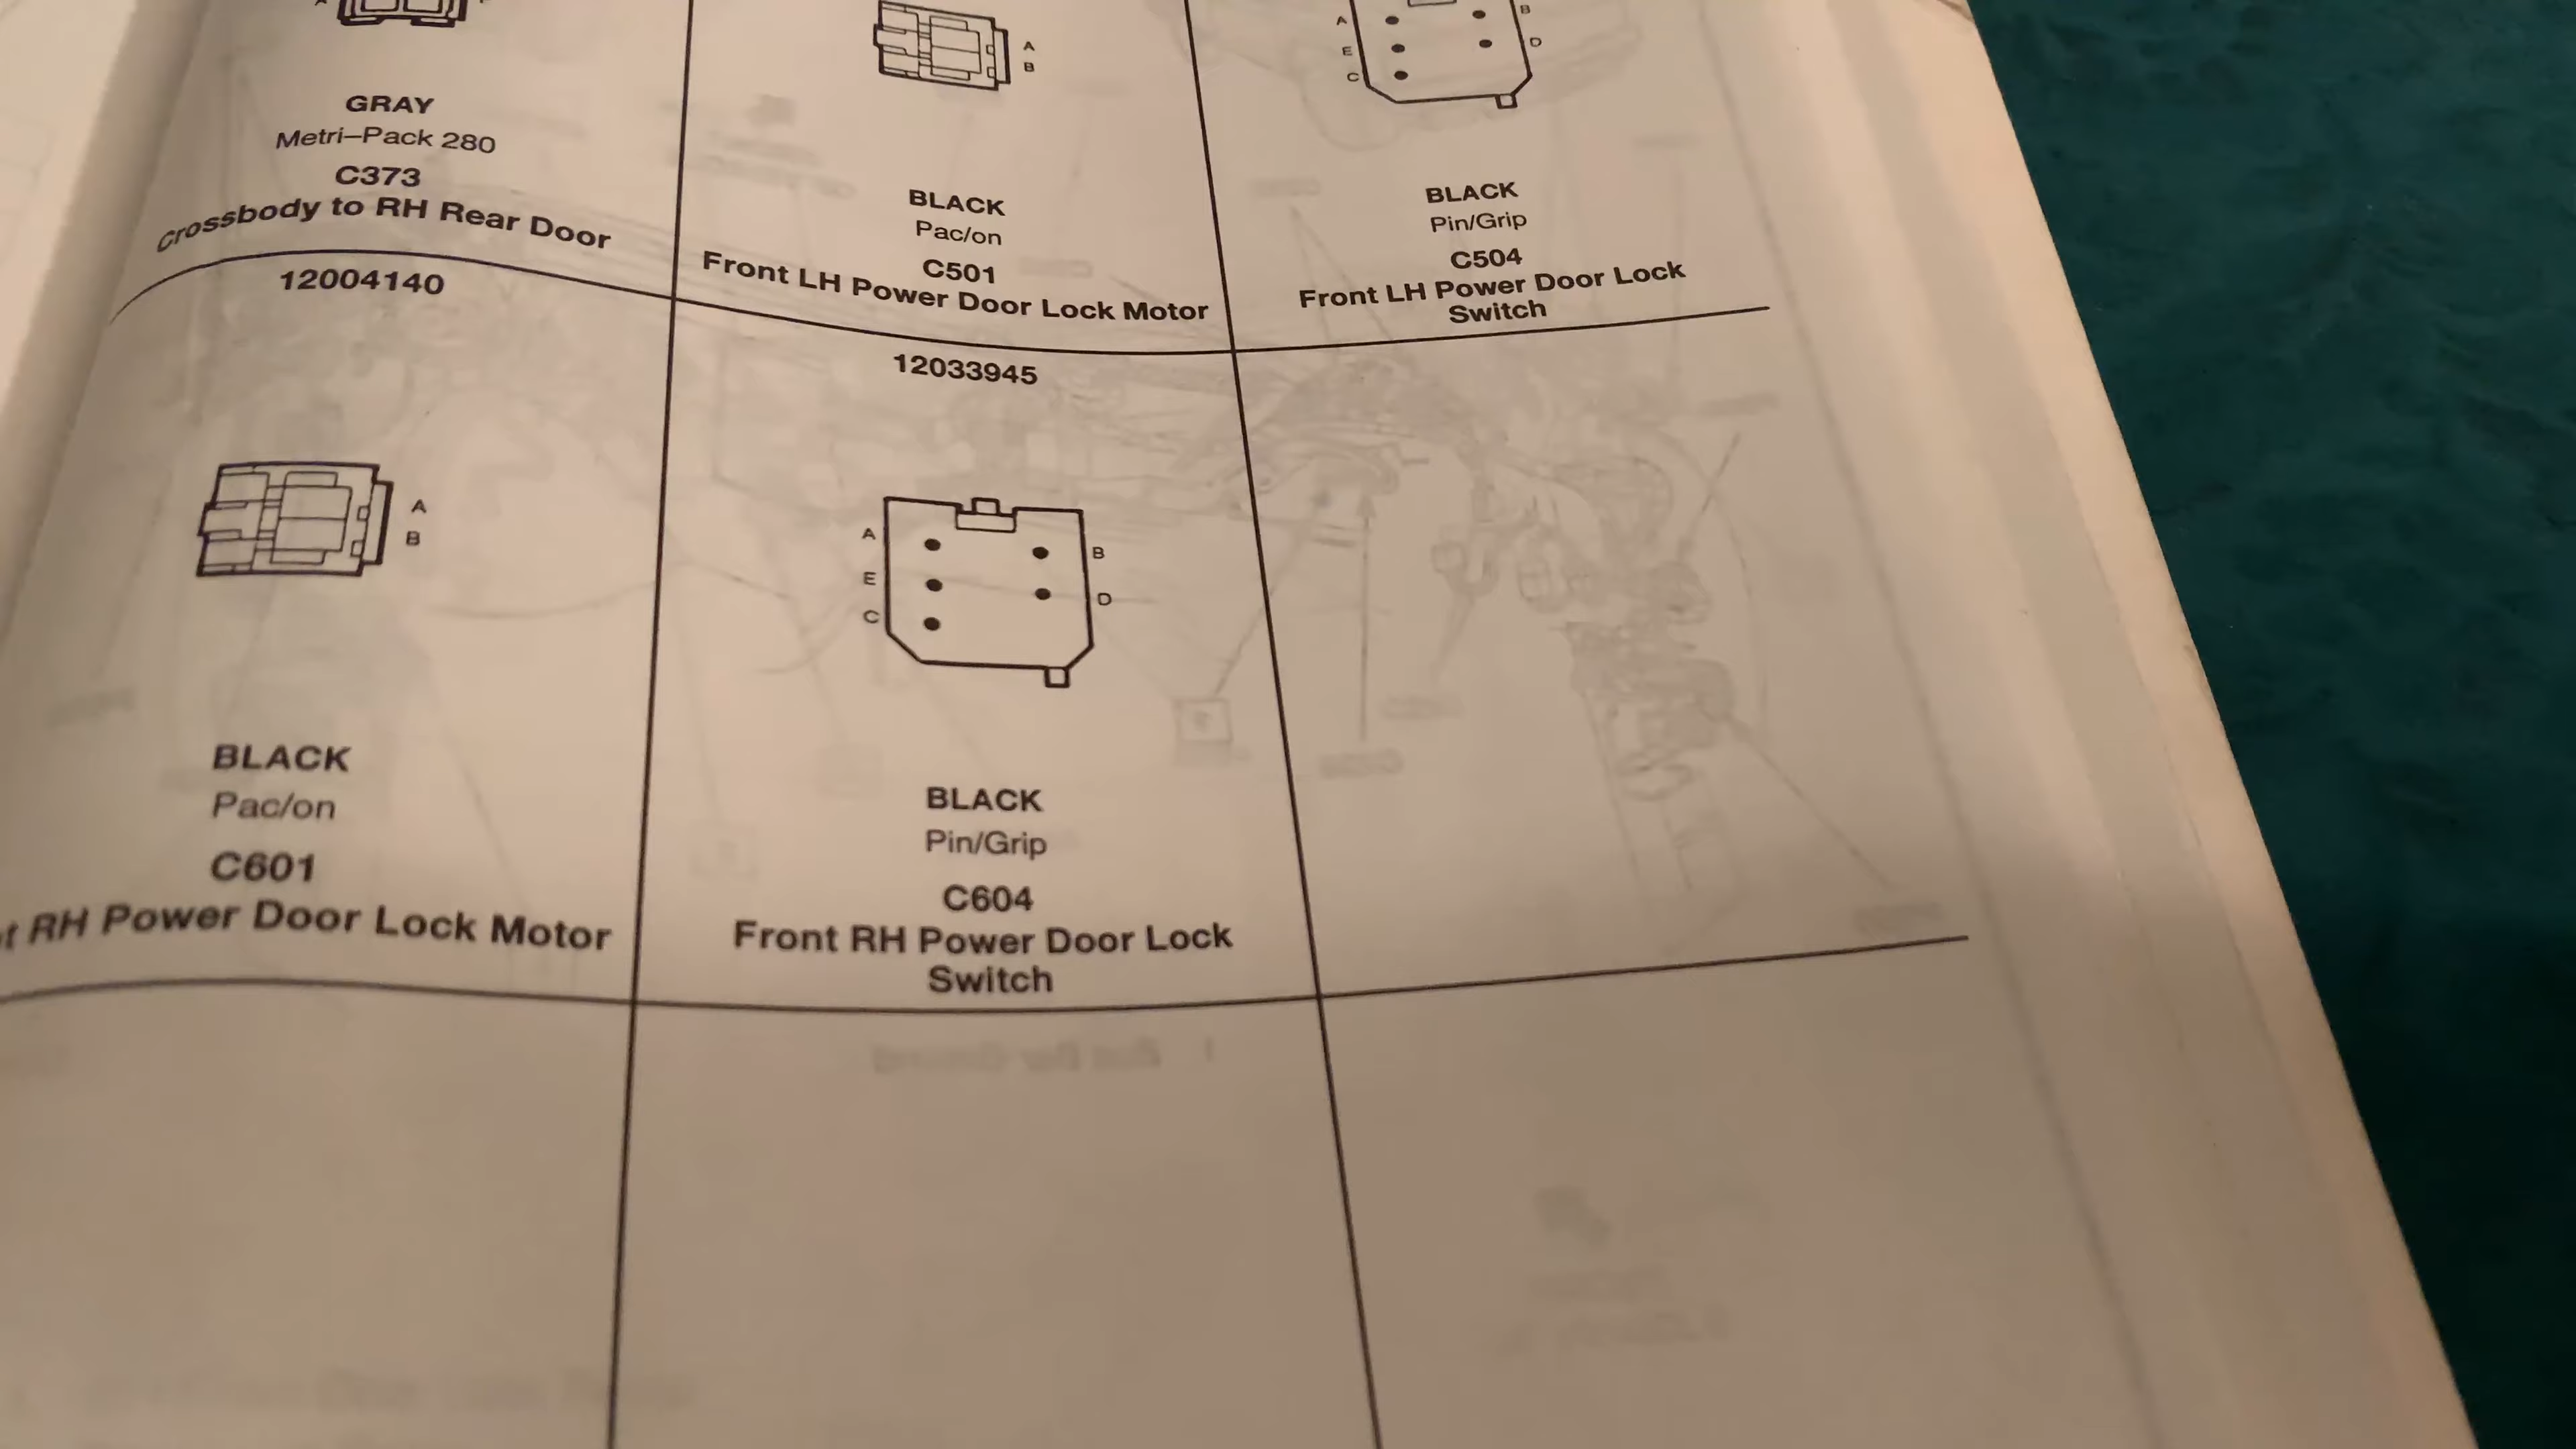 A
GRAY
Metri–Pack 280
C373
Crossbody to RH Rear Door
A
B
BLACK
Pac/on
C501
Front LH Power Door Lock Motor
A
E
C
B
D
BLACK
Pin/Grip
C504
Front LH Power Door Lock
Switch
12004140
A
B
BLACK
Pac/on
C601
RH Power Door Lock Motor
12033945
A
E
C
B
D
BLACK
Pin/Grip
C604
Front RH Power Door Lock
Switch